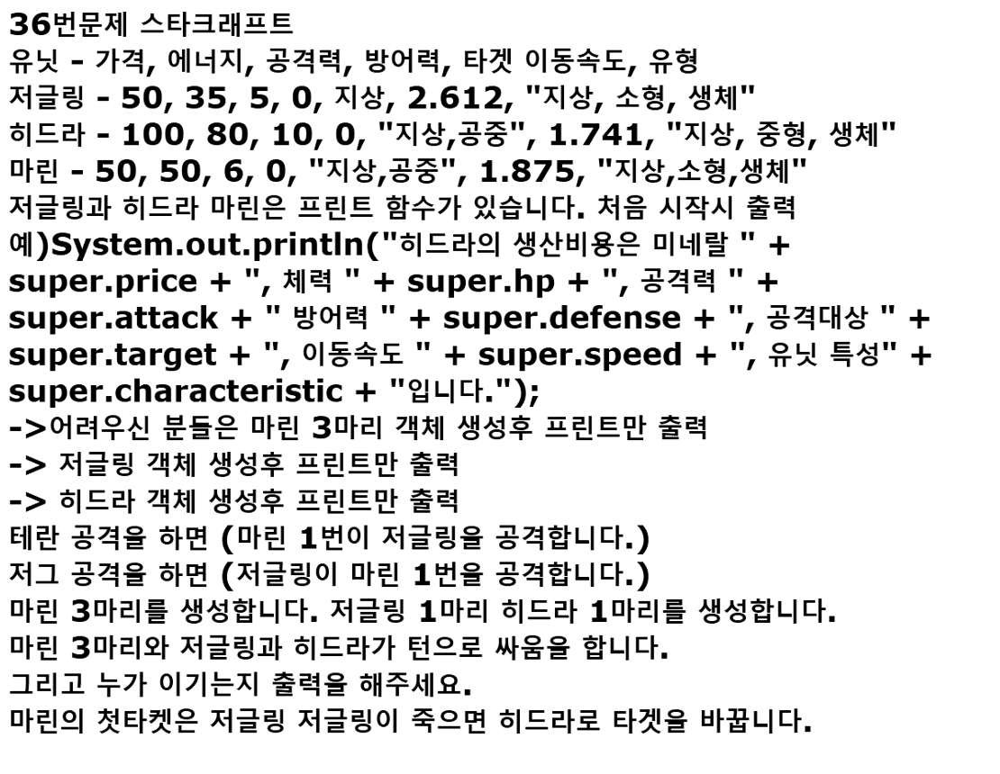 36번문제 스타크래프트
유닛 - 가격, 에너지, 공격력, 방어력, 타겟 이동속도, 유형
저글링 - 50, 35, 5, 0, 지상, 2.612, "지상, 소형, 생체"
히드라 - 100, 80, 10, 0, "지상,공중", 1.741, "지상, 중형, 생체"
마린 - 50, 50, 6, 0, "지상,공중", 1.875, "지상,소형,생체"
저글링과 히드라 마린은 프린트 함수가 있습니다. 처음 시작시 출력
예)System.out.println("히드라의 생산비용은 미네랄 " +
super.price + ", 체력 " + super.hp + ", 공격력 " +
super.attack + " 방어력 " + super.defense + ", 공격대상 " +
super.target + ", 이동속도 " + super.speed + ", 유닛 특성" +
super.characteristic + "입니다.");
->어려우신 분들은 마린 3마리 객체 생성후 프린트만 출력
-> 저글링 객체 생성후 프린트만 출력
-> 히드라 객체 생성후 프린트만 출력
테란 공격을 하면 (마린 1번이 저글링을 공격합니다.)
저그 공격을 하면 (저글링이 마린 1번을 공격합니다.)
마린 3마리를 생성합니다. 저글링 1마리 히드라 1마리를 생성합니다.
마린 3마리와 저글링과 히드라가 턴으로 싸움을 합니다.
그리고 누가 이기는지 출력을 해주세요.
마린의 첫타켓은 저글링 저글링이 죽으면 히드라로 타겟을 바꿉니다.